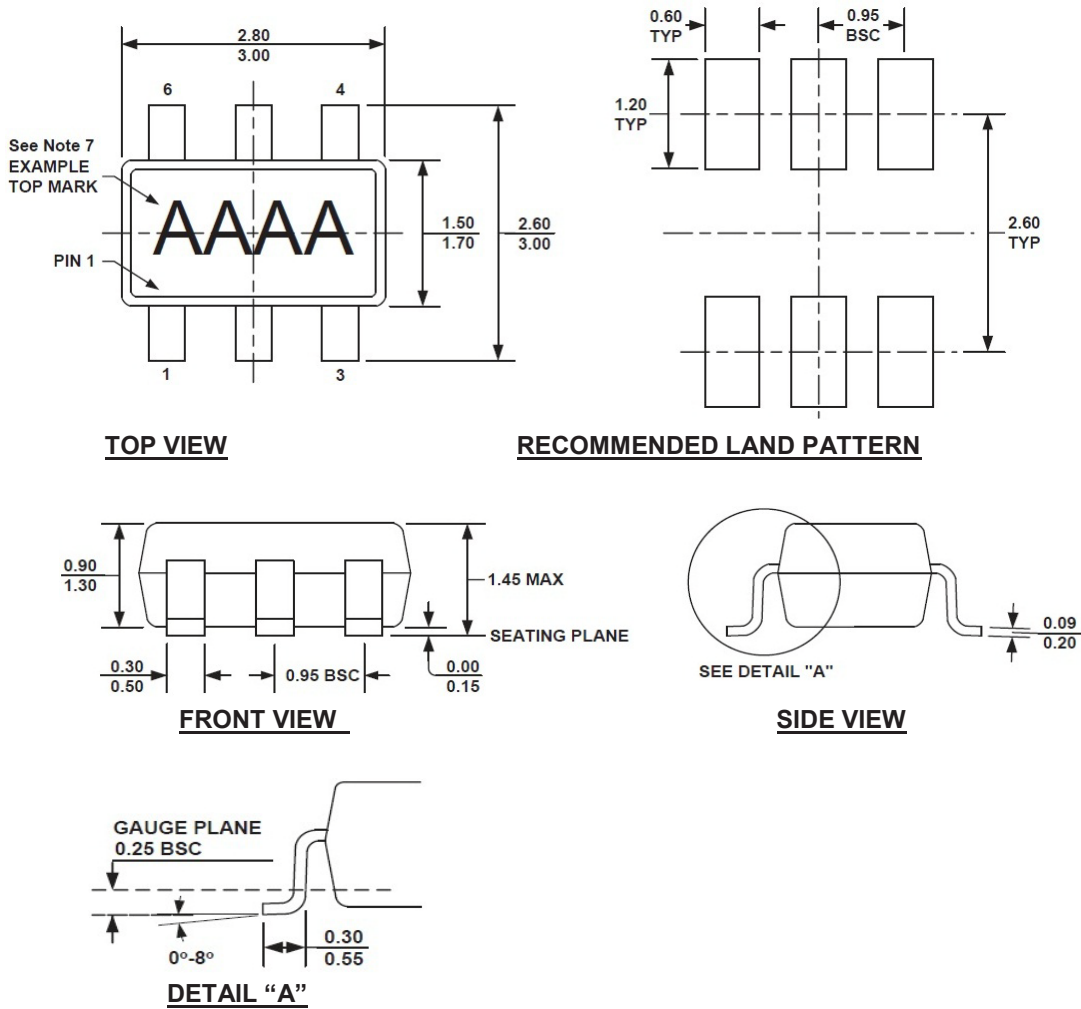 2.80
3.00
6
4
See Note 7
EXAMPLE
TOP MARK
AAAA
1.50
1.70
2.60
3.00
PIN 1
1
3
TOP VIEW
0.60
TYP
0.95
BSC
1.20
TYP
2.60
TYP
RECOMMENDED LAND PATTERN
0.90
1.30
1.45 MAX
SEATING PLANE
0.30
0.50
0.95 BSC
0.00
0.15
FRONT VIEW
0.09
0.20
SEE DETAIL "A"
SIDE VIEW
GAUGE PLANE
0.25 BSC
0°-8°
0.30
0.55
DETAIL “A”